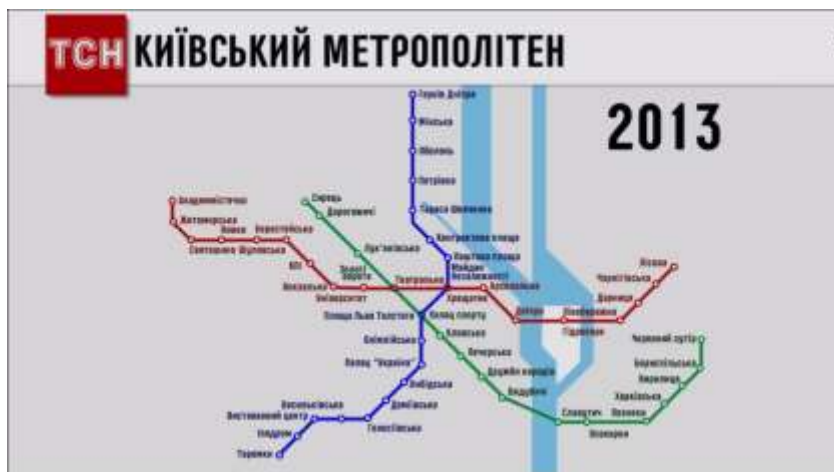 ТСН КИЇВСЬКИЙ МЕТРОПОЛІТЕН
2013
Героїв Дніпра
Мінська
Оболонь
Петрівка
Тараса Шевченка
Контрактова площа
Поштова площа
Майдан
Незалежності
Сирець
Дорогожичі
Лук'янівська
Золоті
Ворота
Театральна
Академмістечко
Житомирська
Святошин
Нивки
Берестейська
Шулявська
КПІ
Вокзальна
Університет
Хрещатик
Арсенальна
Дніпро
Гідропарк
Лівобережна
Дарниця
Чернігівська
Лісова
Площа Льва Толстого
Палац спорту
Кловська
Печерська
Дружби народів
Видубичі
Славутич
Осокорки
Позняки
Харківська
Вирлиця
Бориспільська
Червоний хутір
Олімпійська
Палац "Україна"
Либідська
Деміївська
Голосіївська
Васильківська
Виставковий центр
Іподром
Теремки